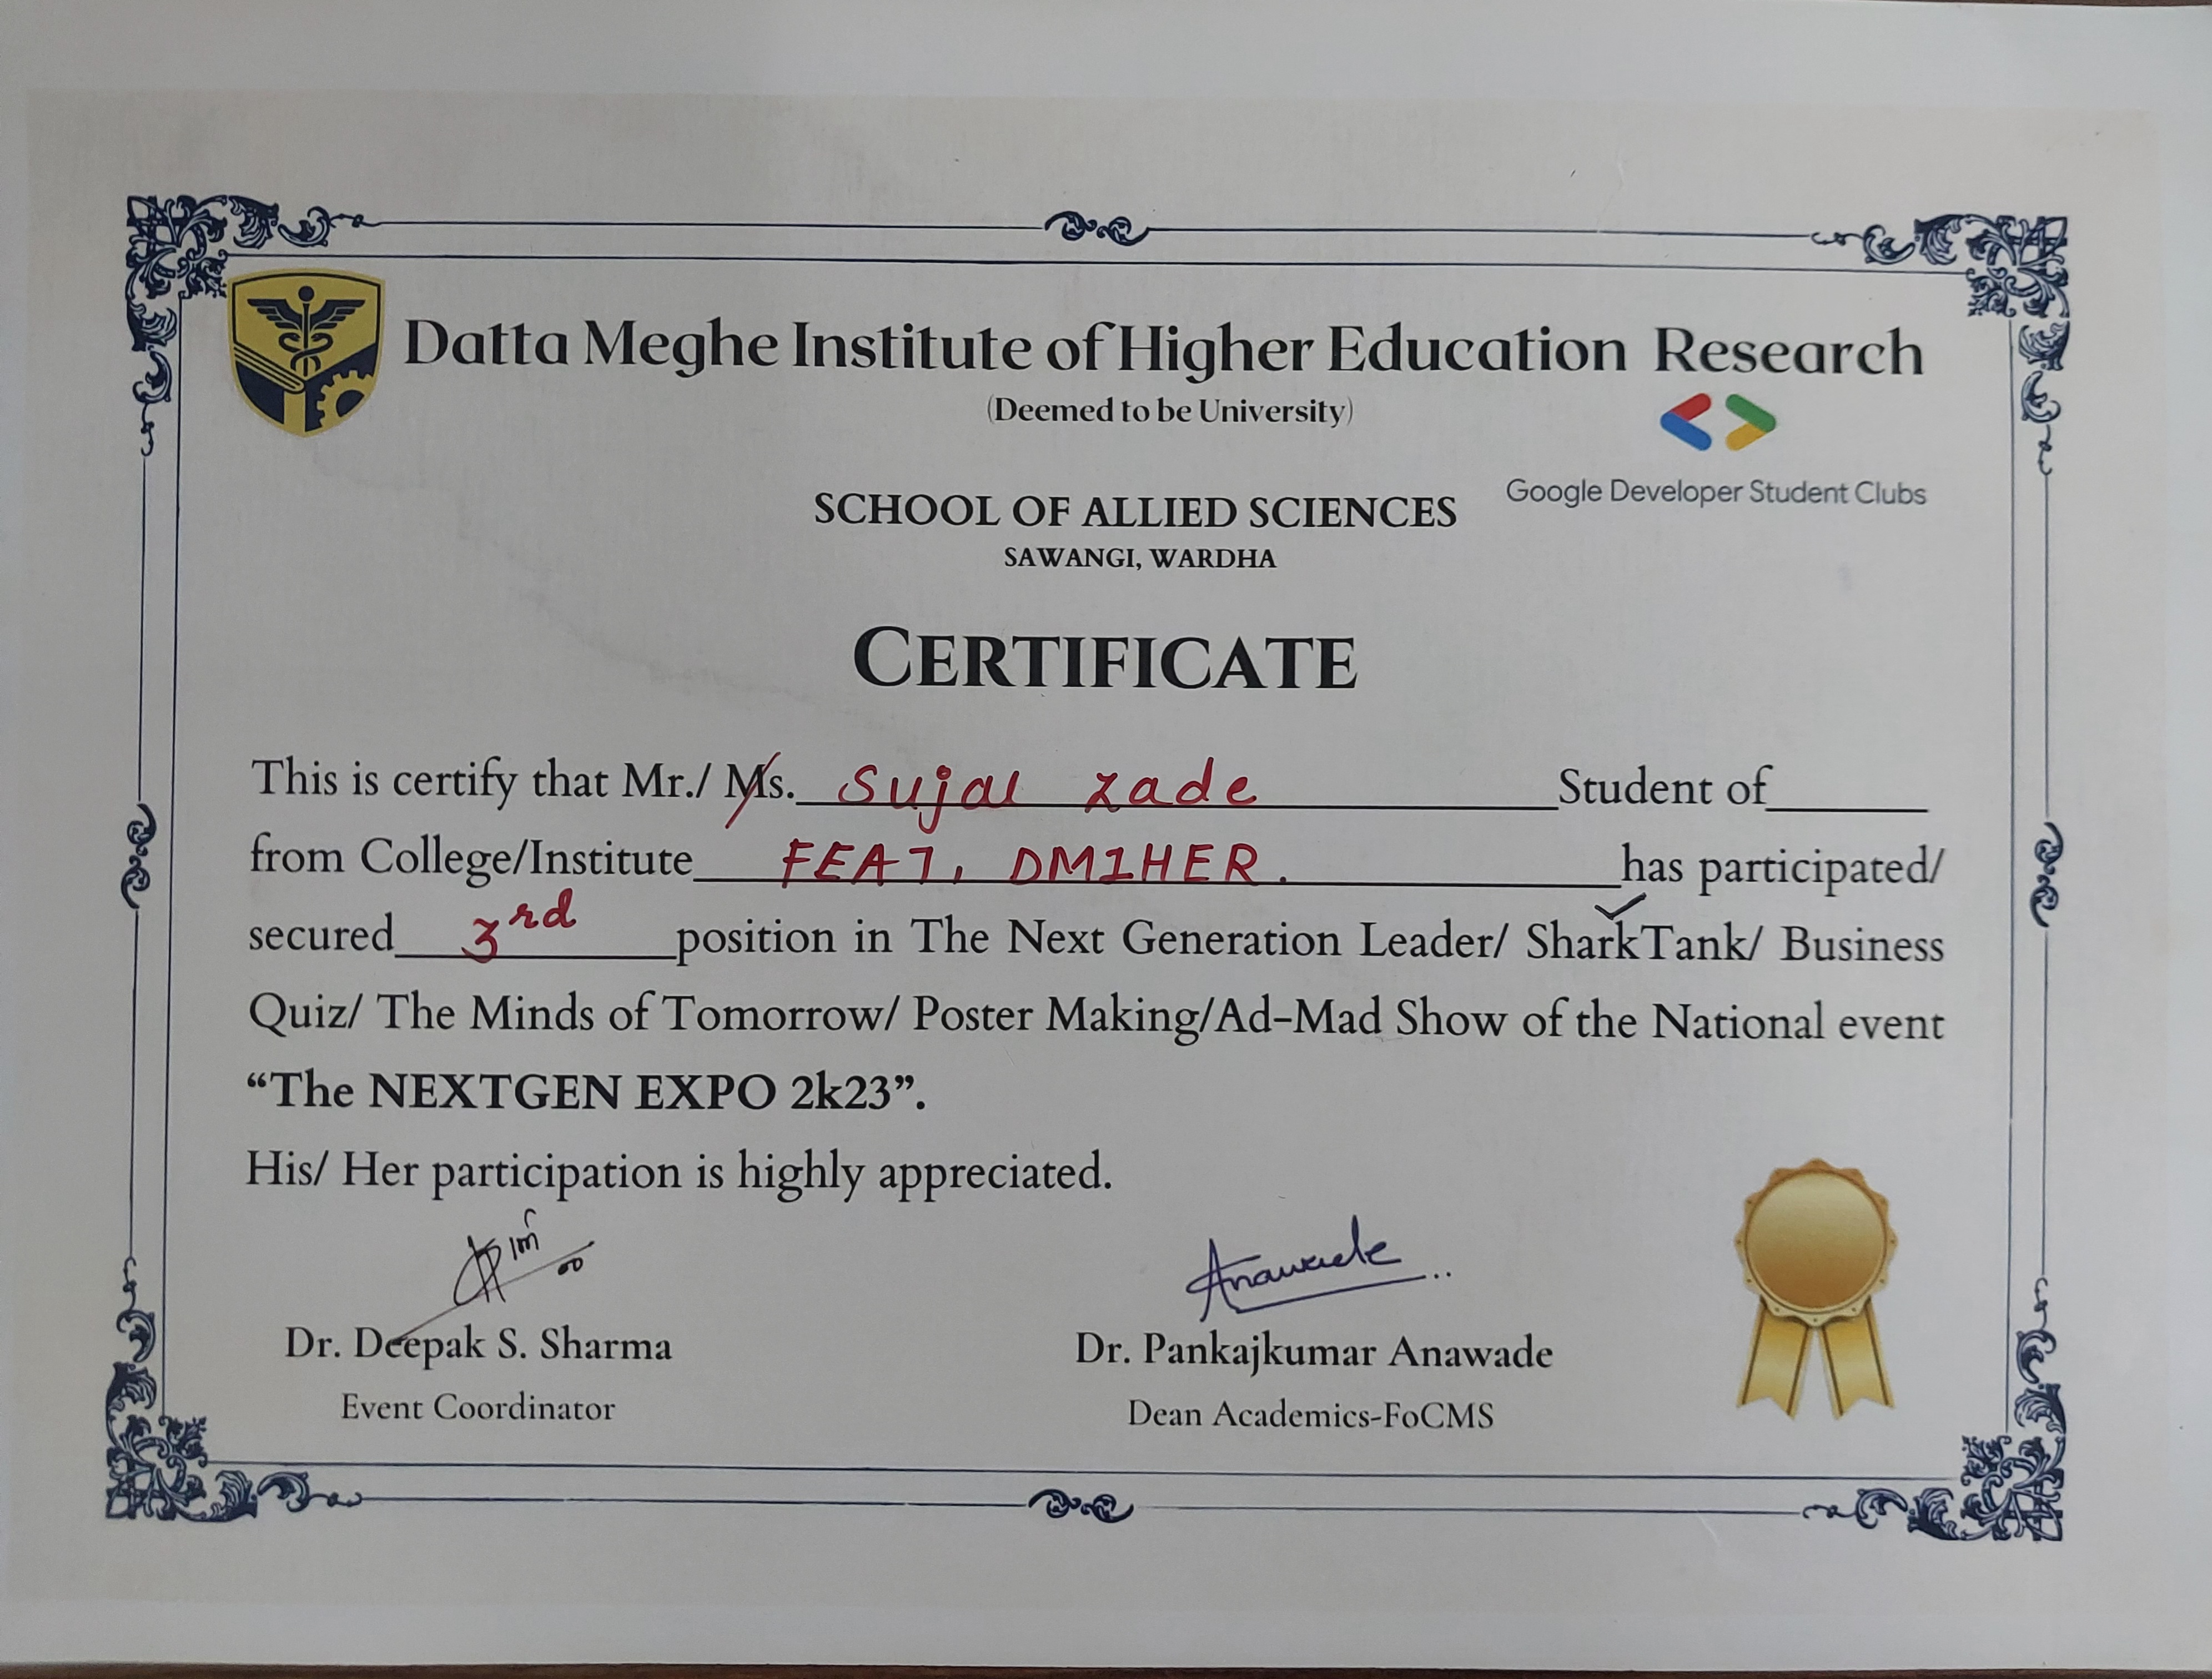 Datta Meghe Institute of Higher Education Research
(Deemed to be University)
Google Developer Student Clubs
SCHOOL OF ALLIED SCIENCES
SAWANGI, WARDHA
CERTIFICATE
This is certify that Mr./ Ms. Sujal zade Student of
from College/Institute FEAT, DMIHER. has participated/
secured 3rd position in The Next Generation Leader/ SharkTank/ Business
Quiz/ The Minds of Tomorrow/ Poster Making/Ad-Mad Show of the National event
“The NEXTGEN EXPO 2k23”.
His/ Her participation is highly appreciated.
Anawade
Dr. Deepak S. Sharma
Dr. Pankajkumar Anawade
Event Coordinator
Dean Academics-FoCMS